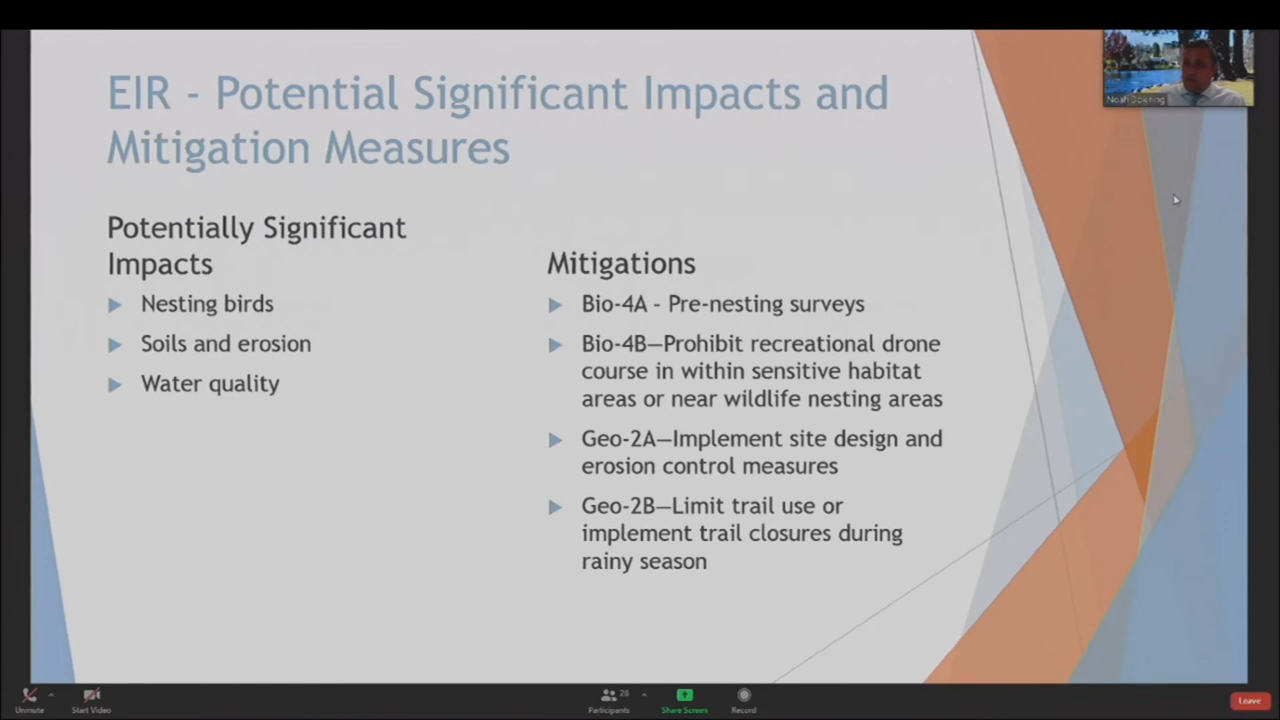 EIR - Potential Significant Impacts and
Mitigation Measures
Potentially Significant
Impacts
Nesting birds
Soils and erosion
Water quality
Mitigations
Bio-4A - Pre-nesting surveys
Bio-4B—Prohibit recreational drone
course in within sensitive habitat
areas or near wildlife nesting areas
Geo-2A—Implement site design and
erosion control measures
Geo-2B—Limit trail use or
implement trail closures during
rainy season
Noah Downing
Unmute
Start Video
28
Participants
Share Screen
Record
Leave